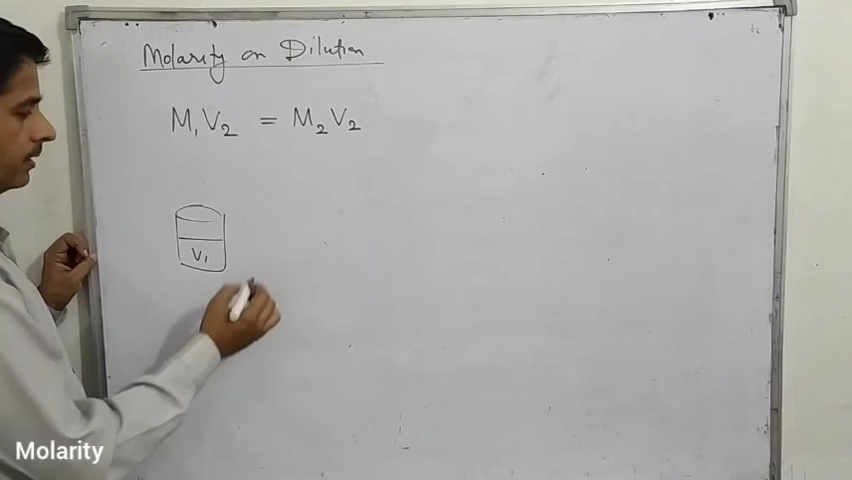 Molarity on Dilution
M₁V₂ = M₂V₂
V₁
Molarity